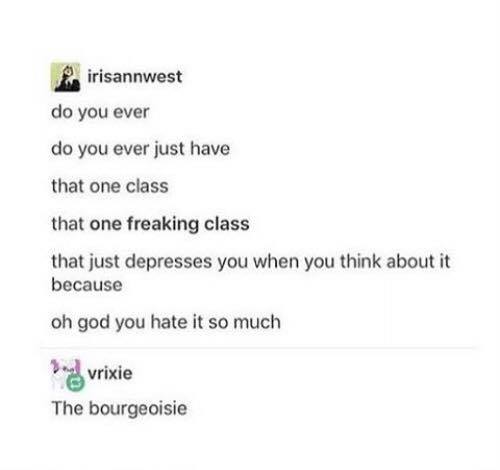 irisannwest
do you ever
do you ever just have
that one class
that one freaking class
that just depresses you when you think about it
because
oh god you hate it so much
vrixie
The bourgeoisie